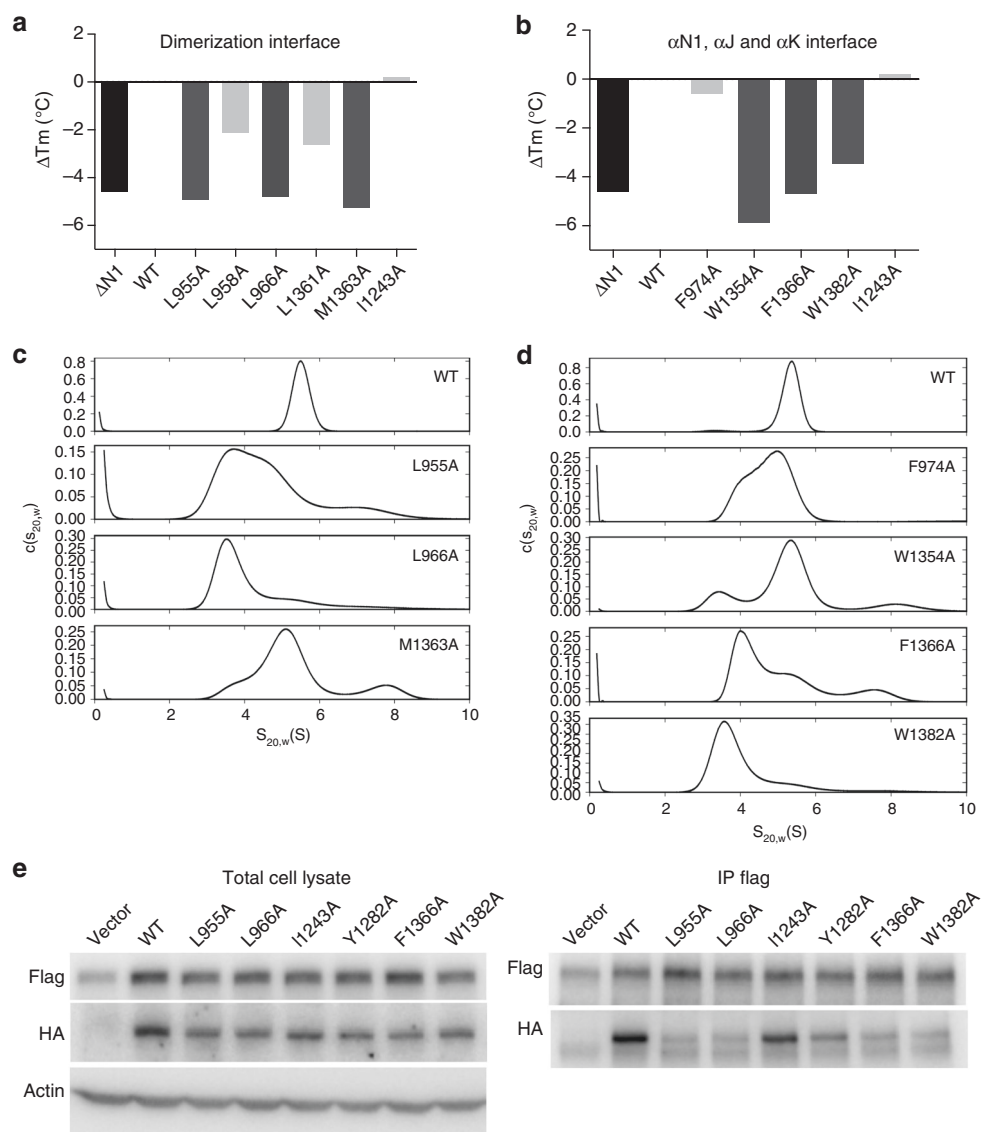 a
Dimerization interface
ΔTm (°C)
2
0
−2
−4
−6
ΔN1
WT
L955A
L958A
L966A
L1361A
M1363A
I1243A
b
αN1, αJ and αK interface
ΔTm (°C)
2
0
−2
−4
−6
ΔN1
WT
F974A
W1354A
F1366A
W1382A
I1243A
c
c(s20,w)
0.8
0.6
0.4
0.2
0.0
WT
0.15
0.10
0.05
0.00
L955A
0.30
0.25
0.20
0.15
0.10
0.05
0.00
L966A
0.25
0.20
0.15
0.10
0.05
0.00
M1363A
0 2 4 6 8 10
S20,w(S)
d
0.8
0.6
0.4
0.2
0.0
WT
0.25
0.20
0.15
0.10
0.05
0.00
F974A
0.25
0.20
0.15
0.10
0.05
0.00
W1354A
0.25
0.20
0.15
0.10
0.05
0.00
F1366A
0.35
0.30
0.25
0.20
0.15
0.10
0.05
0.00
W1382A
0 2 4 6 8 10
S20,w(S)
e
Total cell lysate
Vector
WT
L955A
L966A
I1243A
Y1282A
F1366A
W1382A
Flag
HA
Actin
IP flag
Vector
WT
L955A
L966A
I1243A
Y1282A
F1366A
W1382A
Flag
HA